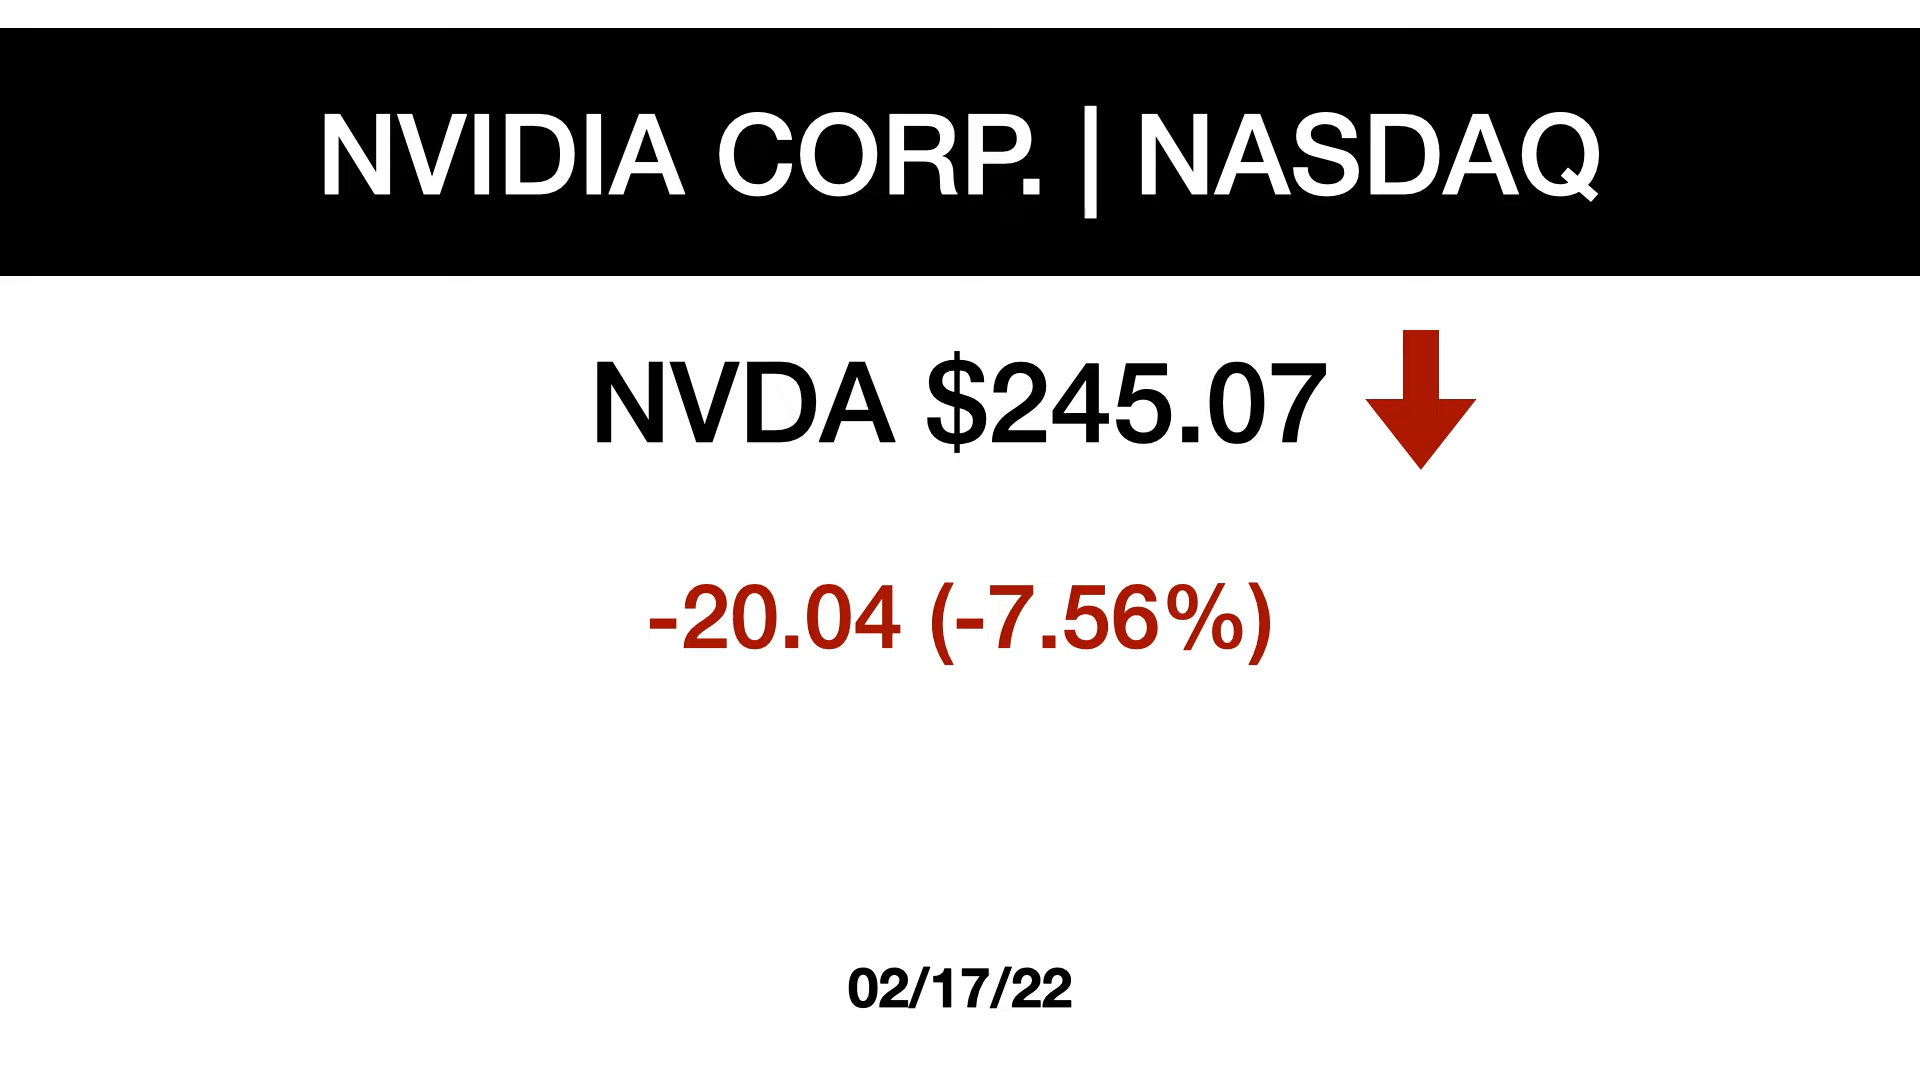 NVIDIA CORP. | NASDAQ
NVDA $245.07
-20.04 (-7.56%)
02/17/22